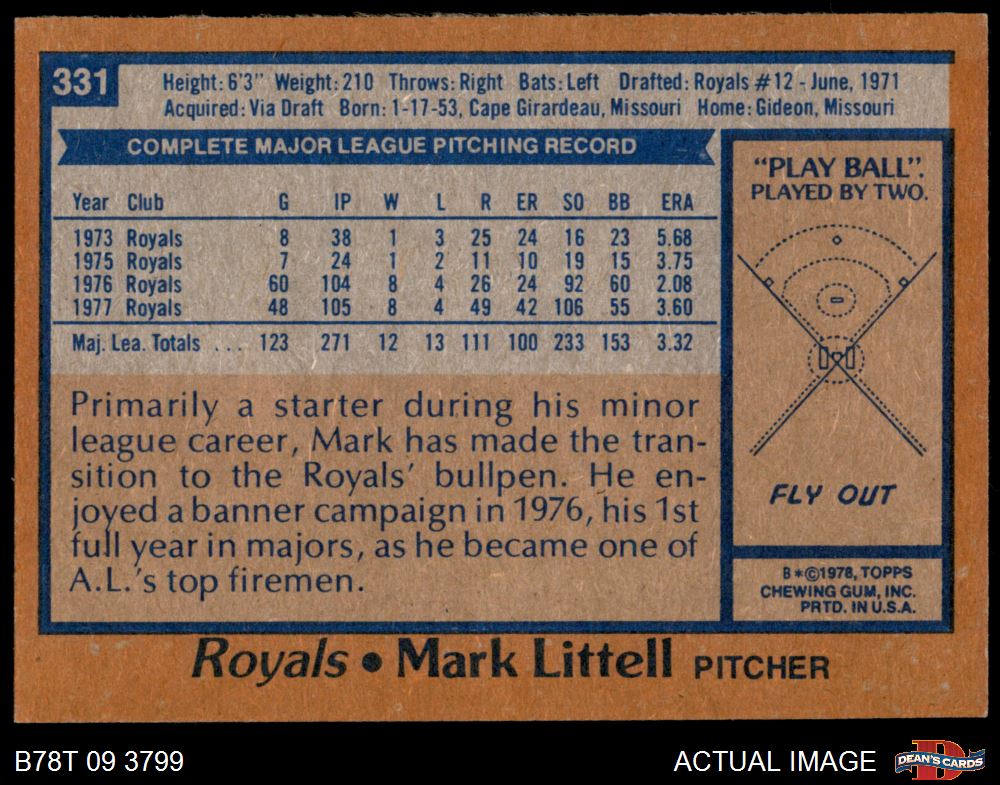 331
Height: 6'3" Weight: 210 Throws: Right Bats: Left Drafted: Royals #12 - June, 1971
Acquired: Via Draft Born: 1-17-53, Cape Girardeau, Missouri Home: Gideon, Missouri
COMPLETE MAJOR LEAGUE PITCHING RECORD
Year Club G IP W L R ER SO BB ERA
1973 Royals 8 38 1 3 25 24 16 23 5.68
1975 Royals 7 24 1 2 11 10 19 15 3.75
1976 Royals 60 104 8 4 26 24 92 60 2.08
1977 Royals 48 105 8 4 49 42 106 55 3.60
Maj. Lea. Totals ... 123 271 12 13 111 100 233 153 3.32
Primarily a starter during his minor
league career, Mark has made the tran-
sition to the Royals' bullpen. He en-
joyed a banner campaign in 1976, his 1st
full year in majors, as he became one of
A.L.'s top firemen.
"PLAY BALL".
PLAYED BY TWO.
FLY OUT
B*©1978, TOPPS
CHEWING GUM, INC.
PRTD. IN U.S.A.
Royals • Mark Littell PITCHER
B78T 09 3799
ACTUAL IMAGE
D
DEAN'S CARDS